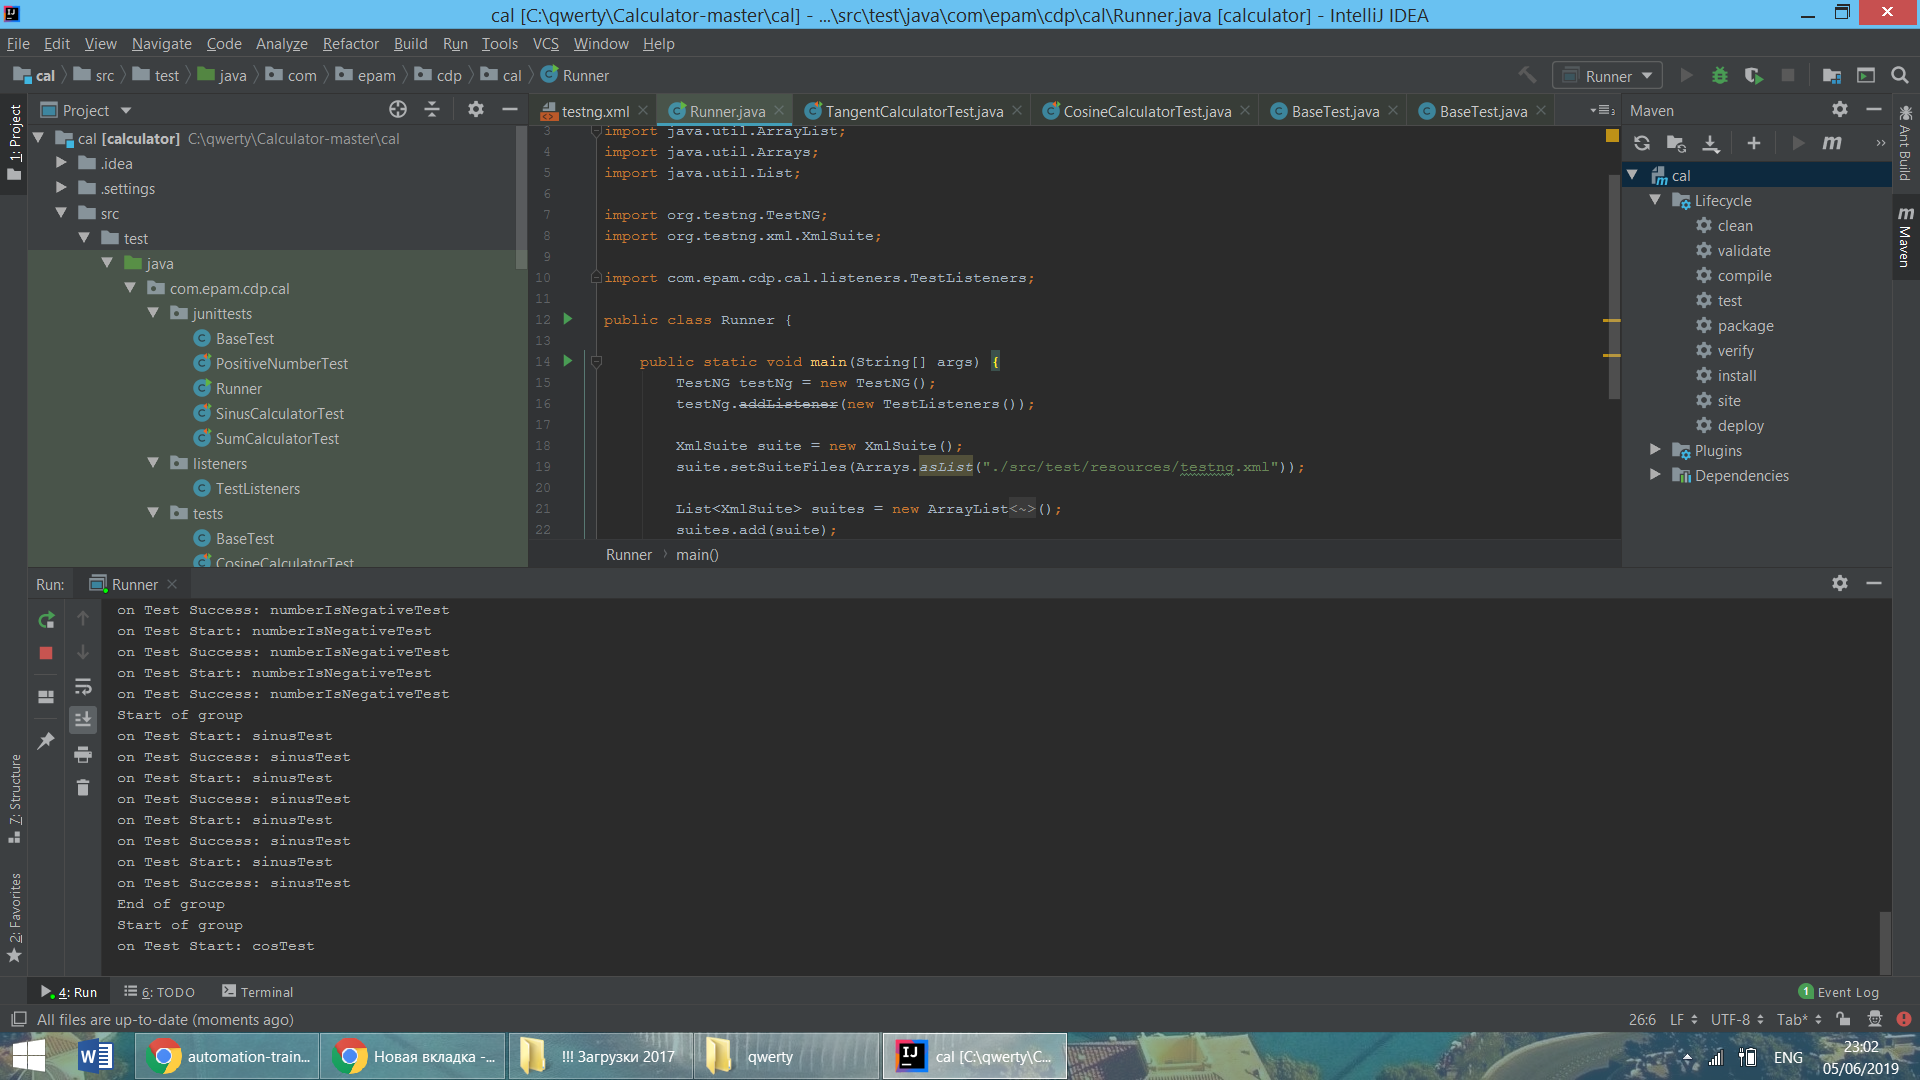 cal [C:\qwerty\Calculator-master\cal] - ...\src\test\java\com\epam\cdp\cal\Runner.java [calculator] - IntelliJ IDEA
File Edit View Navigate Code Analyze Refactor Build Run Tools VCS Window Help
cal src test java com epam cdp cal Runner
Runner
1: Project
Project
cal [calculator] C:\qwerty\Calculator-master\cal
.idea
.settings
src
test
java
com.epam.cdp.cal
junittests
BaseTest
PositiveNumberTest
Runner
SinusCalculatorTest
SumCalculatorTest
listeners
TestListeners
tests
BaseTest
CosineCalculatorTest
testng.xml Runner.java TangentCalculatorTest.java CosineCalculatorTest.java BaseTest.java BaseTest.java
3 import java.util.ArrayList;
4 import java.util.Arrays;
5 import java.util.List;
6
7 import org.testng.TestNG;
8 import org.testng.xml.XmlSuite;
9
10 import com.epam.cdp.cal.listeners.TestListeners;
11
12 public class Runner {
13
14 public static void main(String[] args) {
15 TestNG testNg = new TestNG();
16 testNg.addListener(new TestListeners());
17
18 XmlSuite suite = new XmlSuite();
19 suite.setSuiteFiles(Arrays.asList("./src/test/resources/testng.xml"));
20
21 List<XmlSuite> suites = new ArrayList<~>();
22 suites.add(suite);
Runner main()
Maven
cal
Lifecycle
clean
validate
compile
test
package
verify
install
site
deploy
Plugins
Dependencies
Ant Build
Maven
Run: Runner
on Test Success: numberIsNegativeTest
on Test Start: numberIsNegativeTest
on Test Success: numberIsNegativeTest
on Test Start: numberIsNegativeTest
on Test Success: numberIsNegativeTest
Start of group
on Test Start: sinusTest
on Test Success: sinusTest
on Test Start: sinusTest
on Test Success: sinusTest
on Test Start: sinusTest
on Test Success: sinusTest
on Test Start: sinusTest
on Test Success: sinusTest
End of group
Start of group
on Test Start: cosTest
7: Structure
2: Favorites
4: Run 6: TODO Terminal 1 Event Log
All files are up-to-date (moments ago) 26:6 LF UTF-8 Tab*
automation-train... Новая вкладка -... !!! Загрузки 2017 qwerty cal [C:\qwerty\C... ENG
23:02
05/06/2019